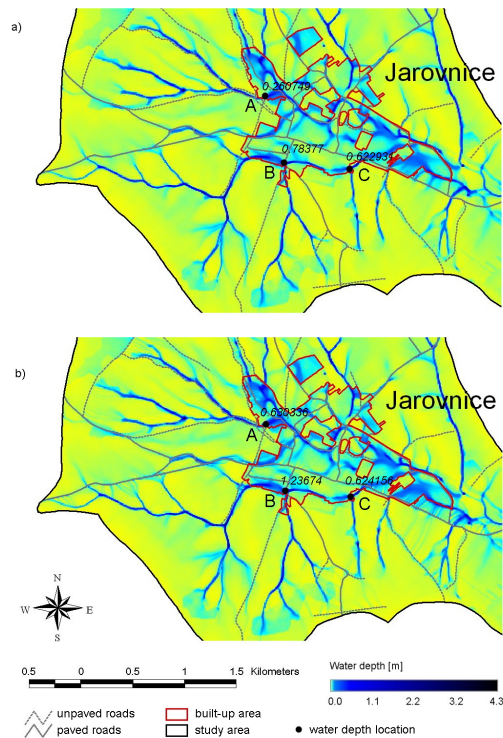 a)
Jarovnice
0.260749
A
0.78377
0.622931
B
C
b)
Jarovnice
0.630336
A
1.23674
0.624156
B
C
N
W E
S
0.5 0 0.5 1 1.5 Kilometers
Water depth [m]
0.0 1.1 2.2 3.2 4.3
unpaved roads
built-up area
paved roads
study area
water depth location